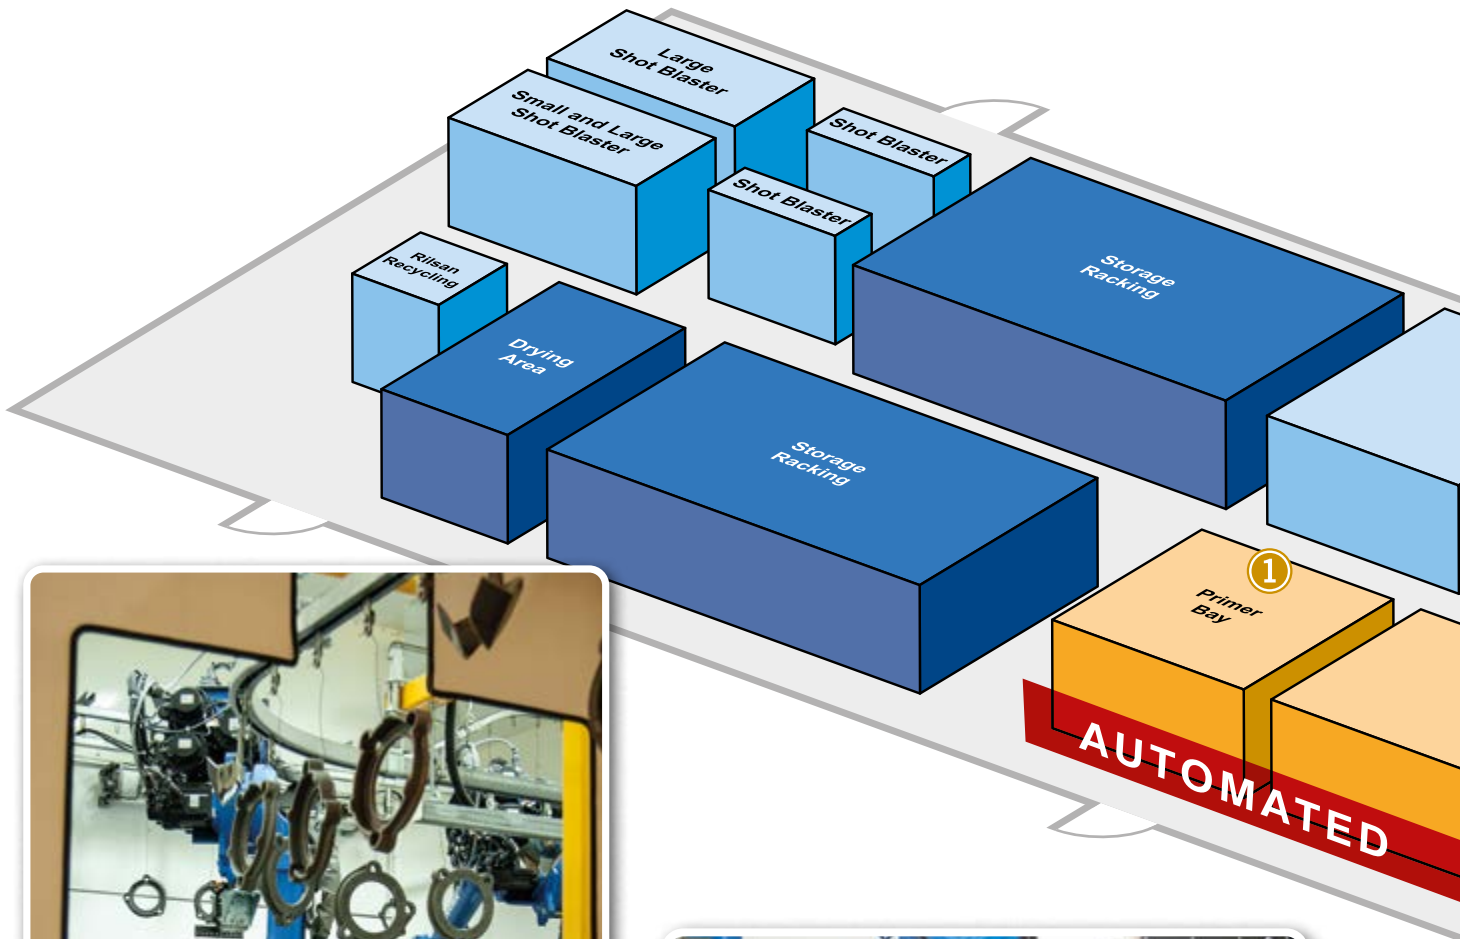 Large
Shot Blaster
Small and Large
Shot Blaster
Shot Blaster
Shot Blaster
Rilsan
Recycling
Storage
Racking
Drying
Area
Storage
Racking
1
Primer
Bay
AUTOMATED